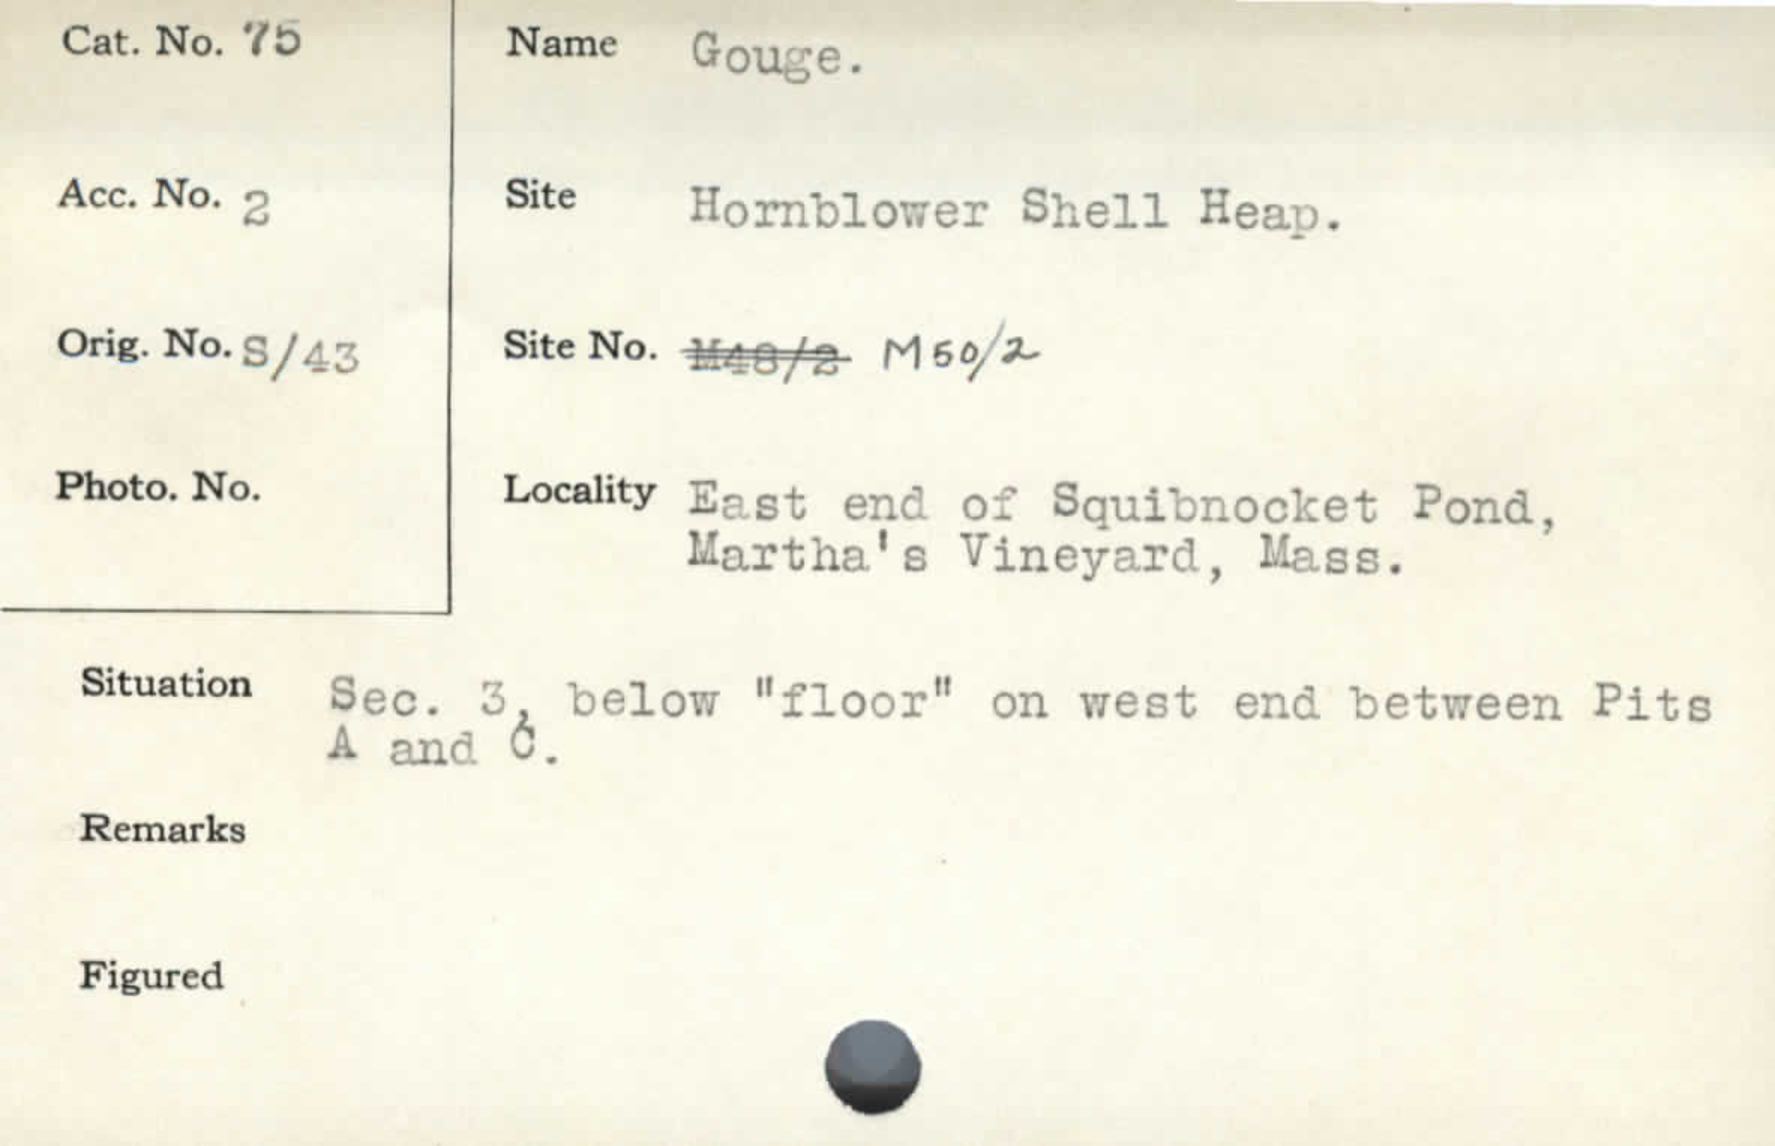 Cat. No. 75
Name Gouge.
Acc. No. 2
Site Hornblower Shell Heap.
Orig. No. S/43
Site No. M48/2 M50/2
Photo. No.
Locality East end of Squibnocket Pond,
Martha's Vineyard, Mass.
Situation Sec. 3, below "floor" on west end between Pits
A and C.
Remarks
Figured